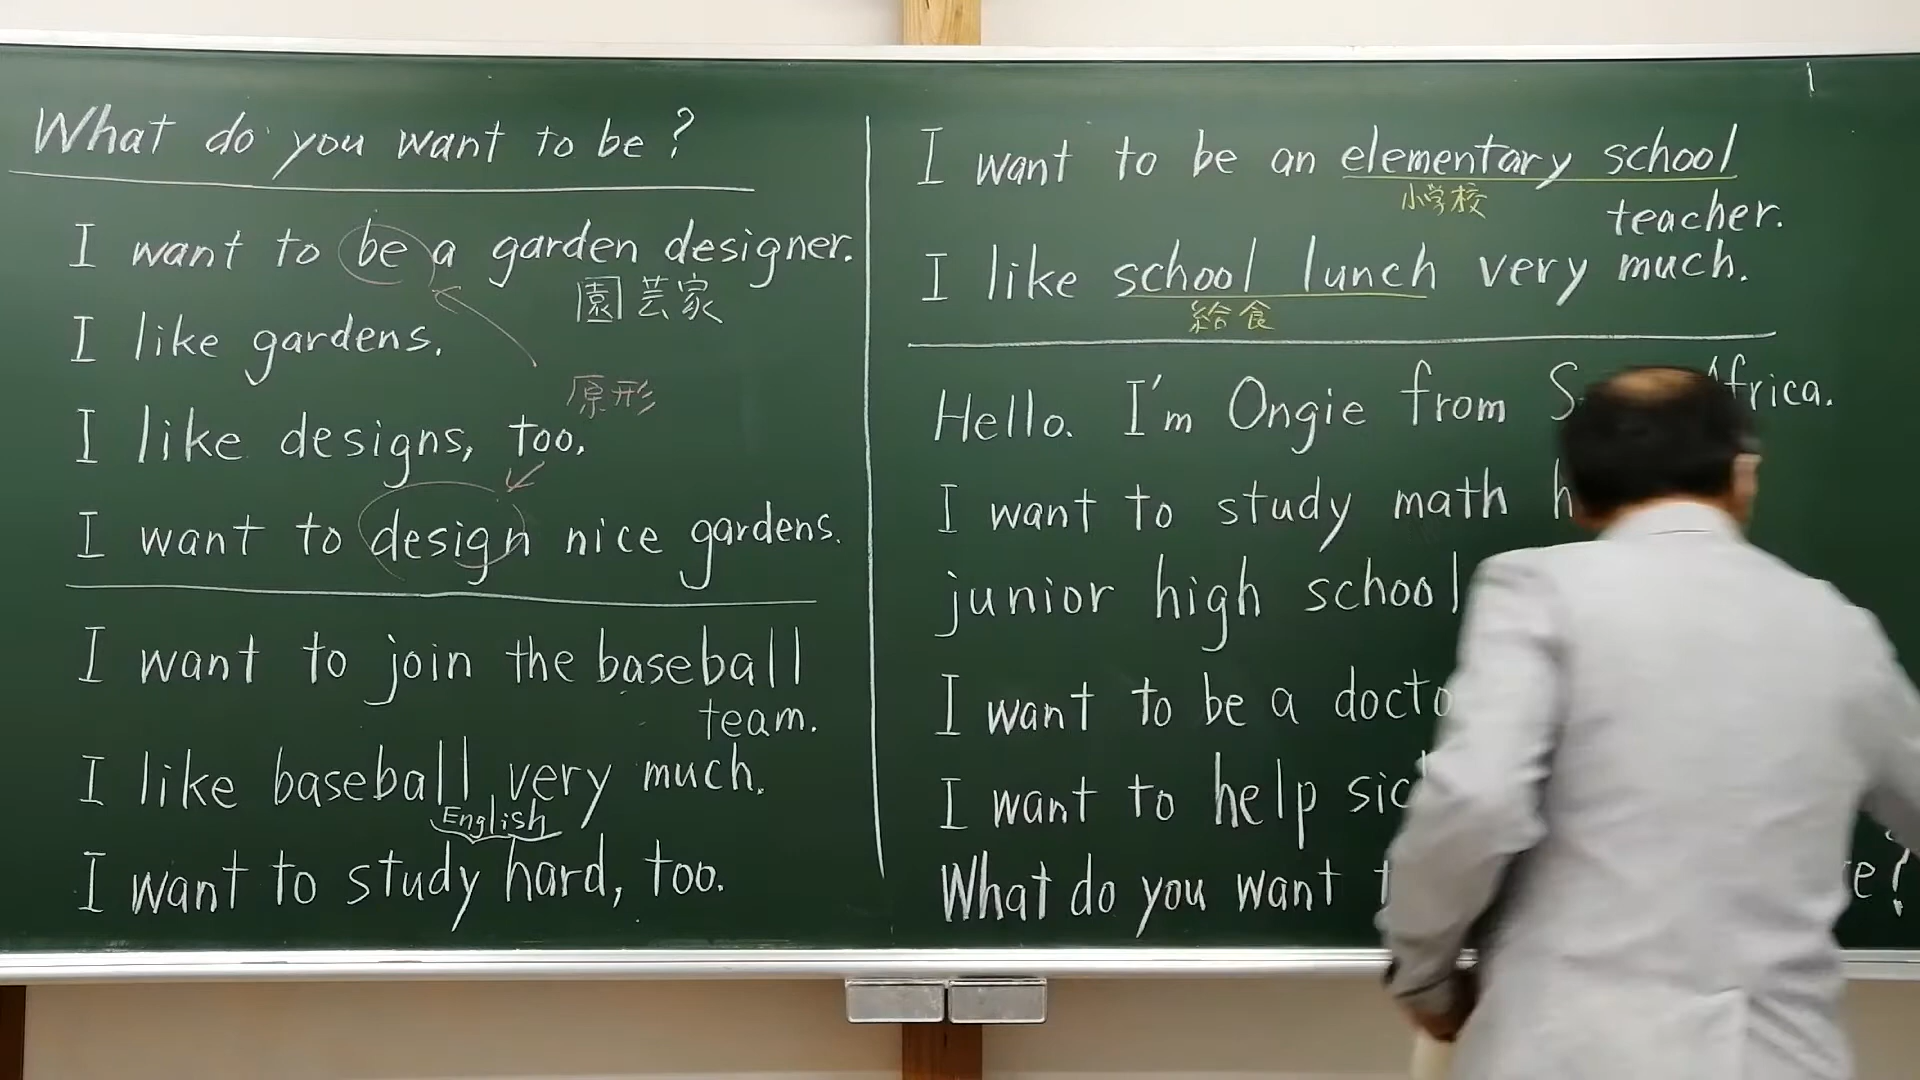 What do you want to be?
I want to be a garden designer.
園芸家
I like gardens.
原形
I like designs, too.
I want to design nice gardens.
I want to join the baseball
team.
I like baseball very much.
English
I want to study hard, too.
I want to be an elementary school
小学校
teacher.
I like school lunch very much.
給食
Hello. I'm Ongie from
I want to study math
junior high school
I want to be a
I want to help
What do you want